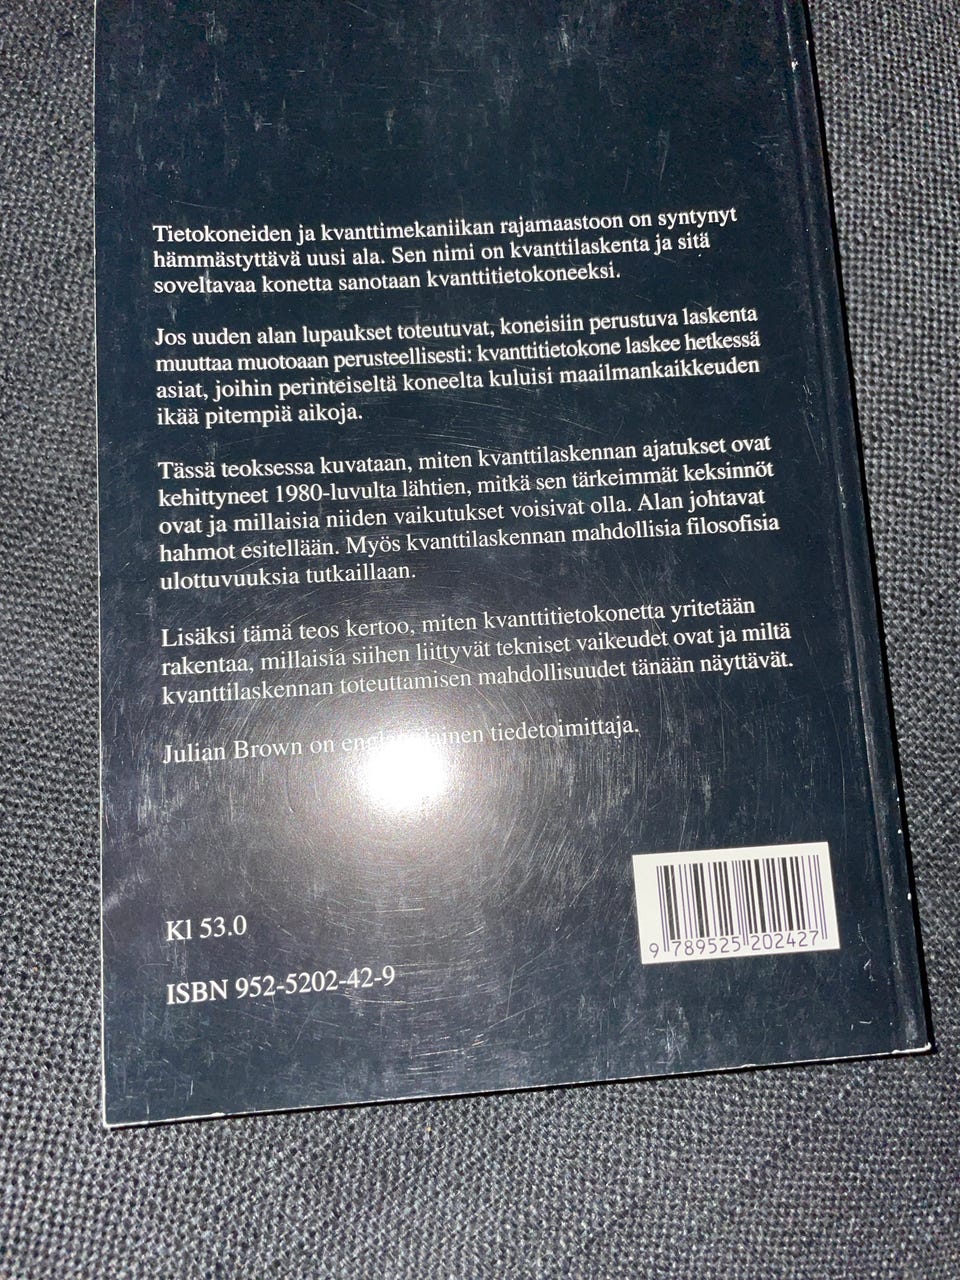 Tietokoneiden ja kvanttimekaniikan rajamaastoon on syntynyt
hämmästyttävä uusi ala. Sen nimi on kvanttilaskenta ja sitä
soveltavaa konetta sanotaan kvanttitietokoneeksi.
Jos uuden alan lupaukset toteutuvat, koneisiin perustuva laskenta
muuttaa muotoaan perusteellisesti: kvanttitietokone laskee hetkessä
asiat, joihin perinteiseltä koneelta kuluisi maailmankaikkeuden
ikää pitempiä aikoja.
Tässä teoksessa kuvataan, miten kvanttilaskennan ajatukset ovat
kehittyneet 1980-luvulta lähtien, mitkä sen tärkeimmät keksinnöt
ovat ja millaisia niiden vaikutukset voisivat olla. Alan johtavat
hahmot esitellään. Myös kvanttilaskennan mahdollisia filosofisia
ulottuvuuksia tutkaillaan.
Lisäksi tämä teos kertoo, miten kvanttitietokonetta yritetään
rakentaa, millaisia siihen liittyvät tekniset vaikeudet ovat ja miltä
kvanttilaskennan toteuttamisen mahdollisuudet tänään näyttävät.
Julian Brown on tiedetoimittaja.
Kl 53.0
ISBN 952-5202-42-9
9 789525 202427